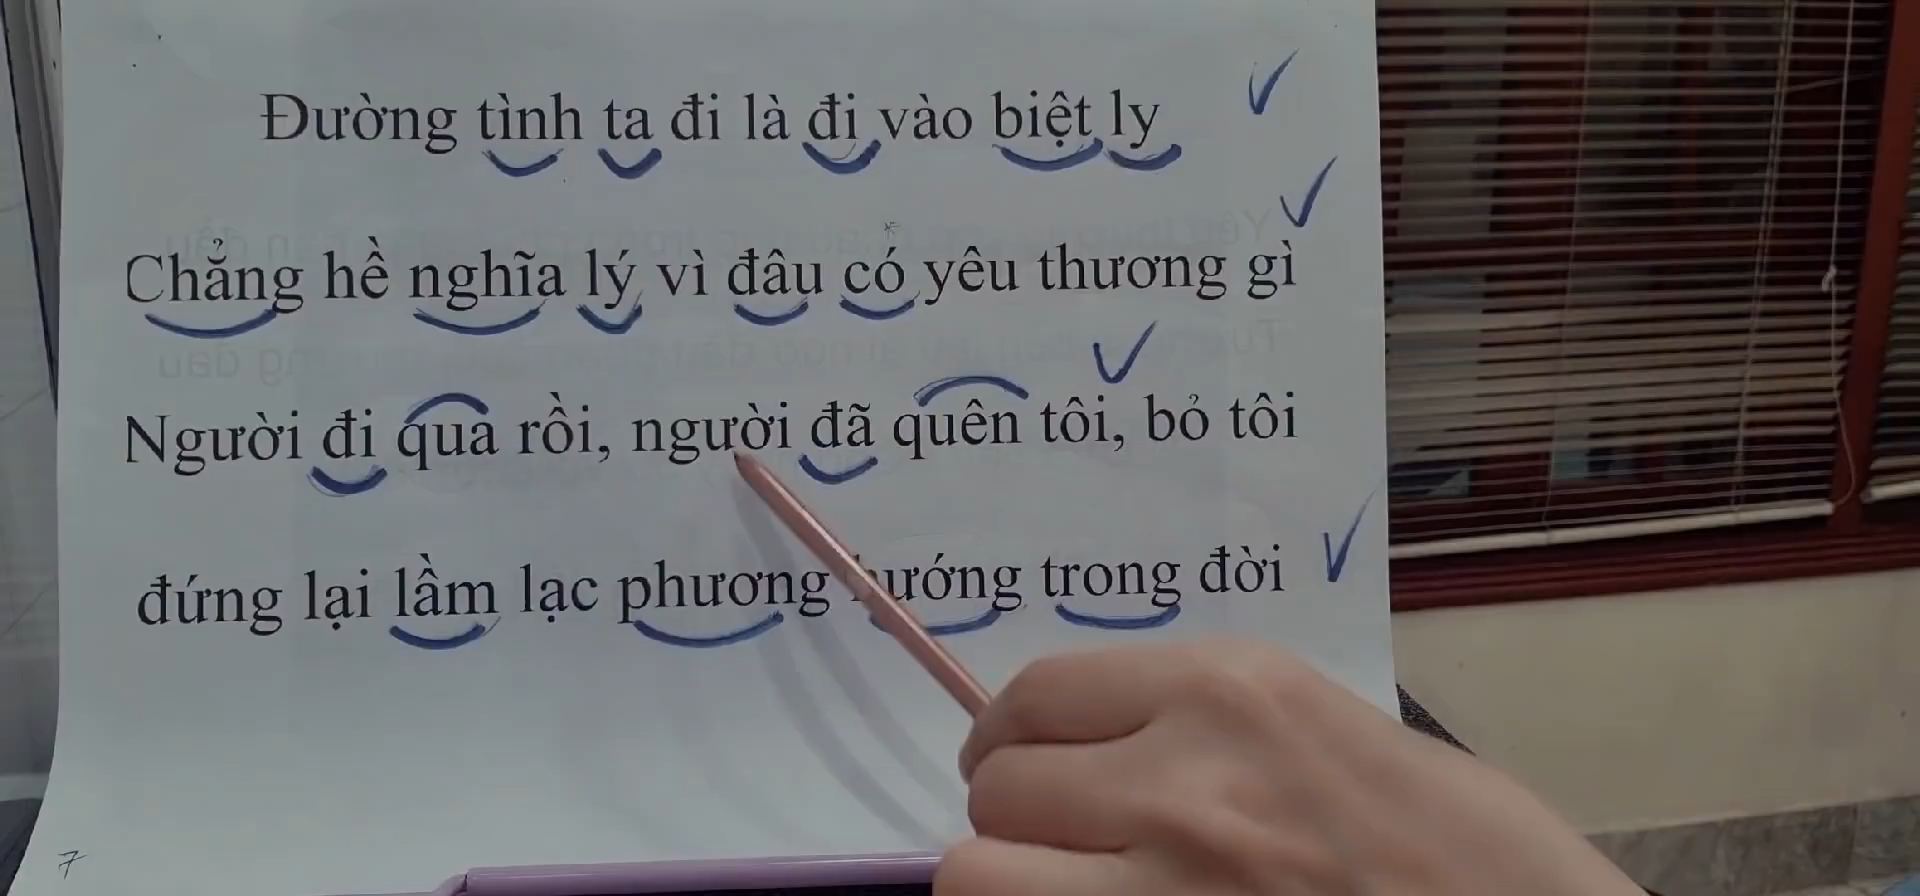 Đường tình ta đi là đi vào biệt ly
Chẳng hề nghĩa lý vì đâu có yêu thương gì
Người đi qua rồi, người đã quên tôi, bỏ tôi
đứng lại lầm lạc phương hướng trong đời
7